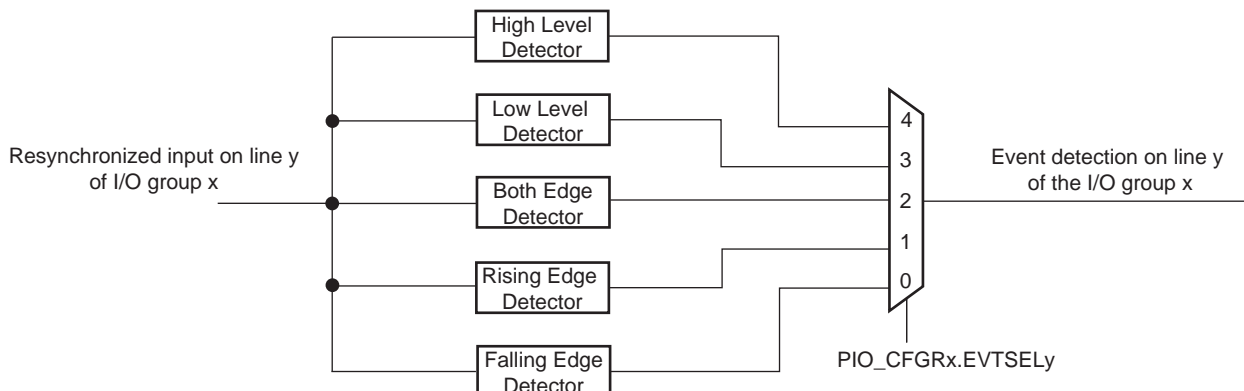 High Level
Detector
Low Level
Detector
4
3
Resynchronized input on line y
of I/O group x
Event detection on line y
of the I/O group x
Both Edge
Detector
2
1
Rising Edge
Detector
0
PIO_CFGRx.EVTSELy
Falling Edge
Detector